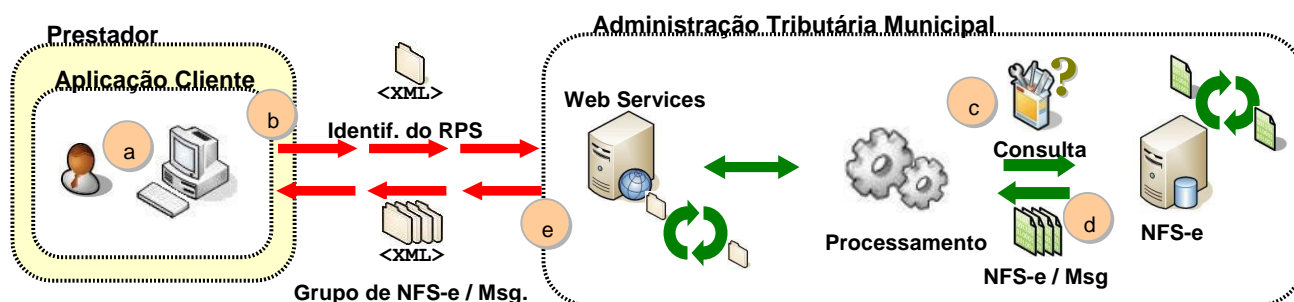 Administração Tributária Municipal
Prestador
Aplicação Cliente
a
b
<XML>
Identif. do RPS
<XML>
Grupo de NFS-e / Msg.
Web Services
e
Processamento
c
?
Consulta
d
NFS-e / Msg
NFS-e